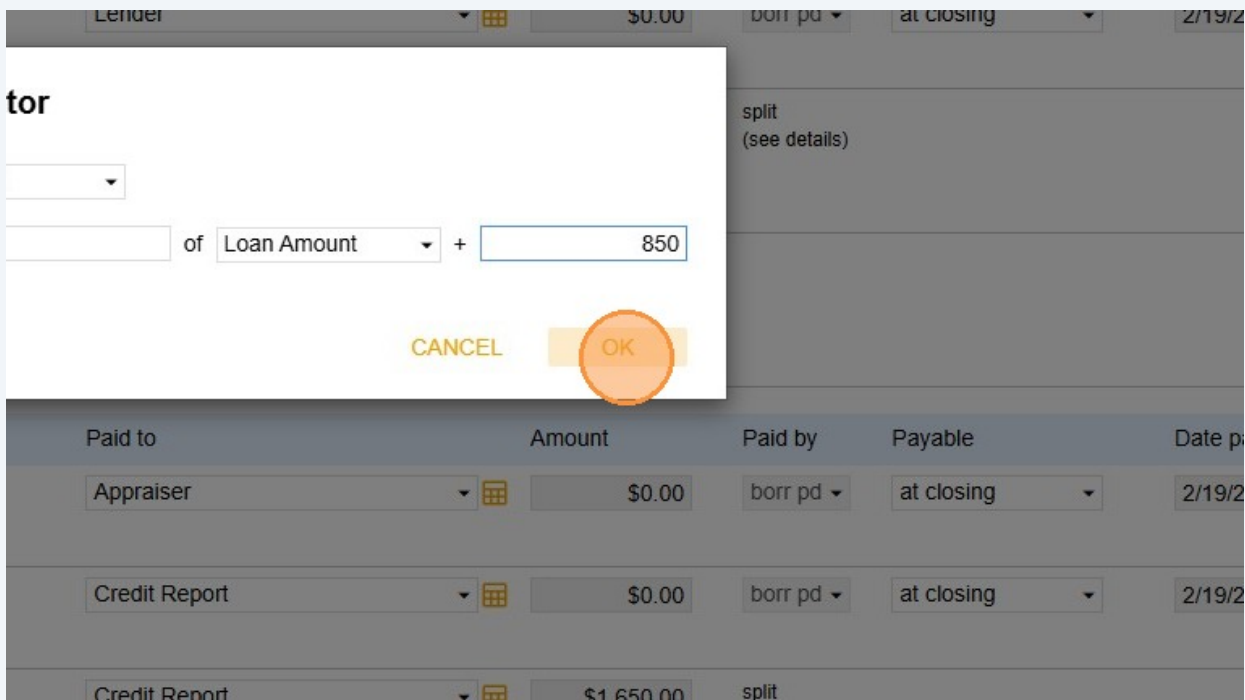 Lender $0.00 borr pd at closing 2/19/2
tor
split
(see details)
of Loan Amount + 850
CANCEL OK
Paid to Amount Paid by Payable Date pa
Appraiser $0.00 borr pd at closing 2/19/2
Credit Report $0.00 borr pd at closing 2/19/2
Credit Report $1,650.00 split